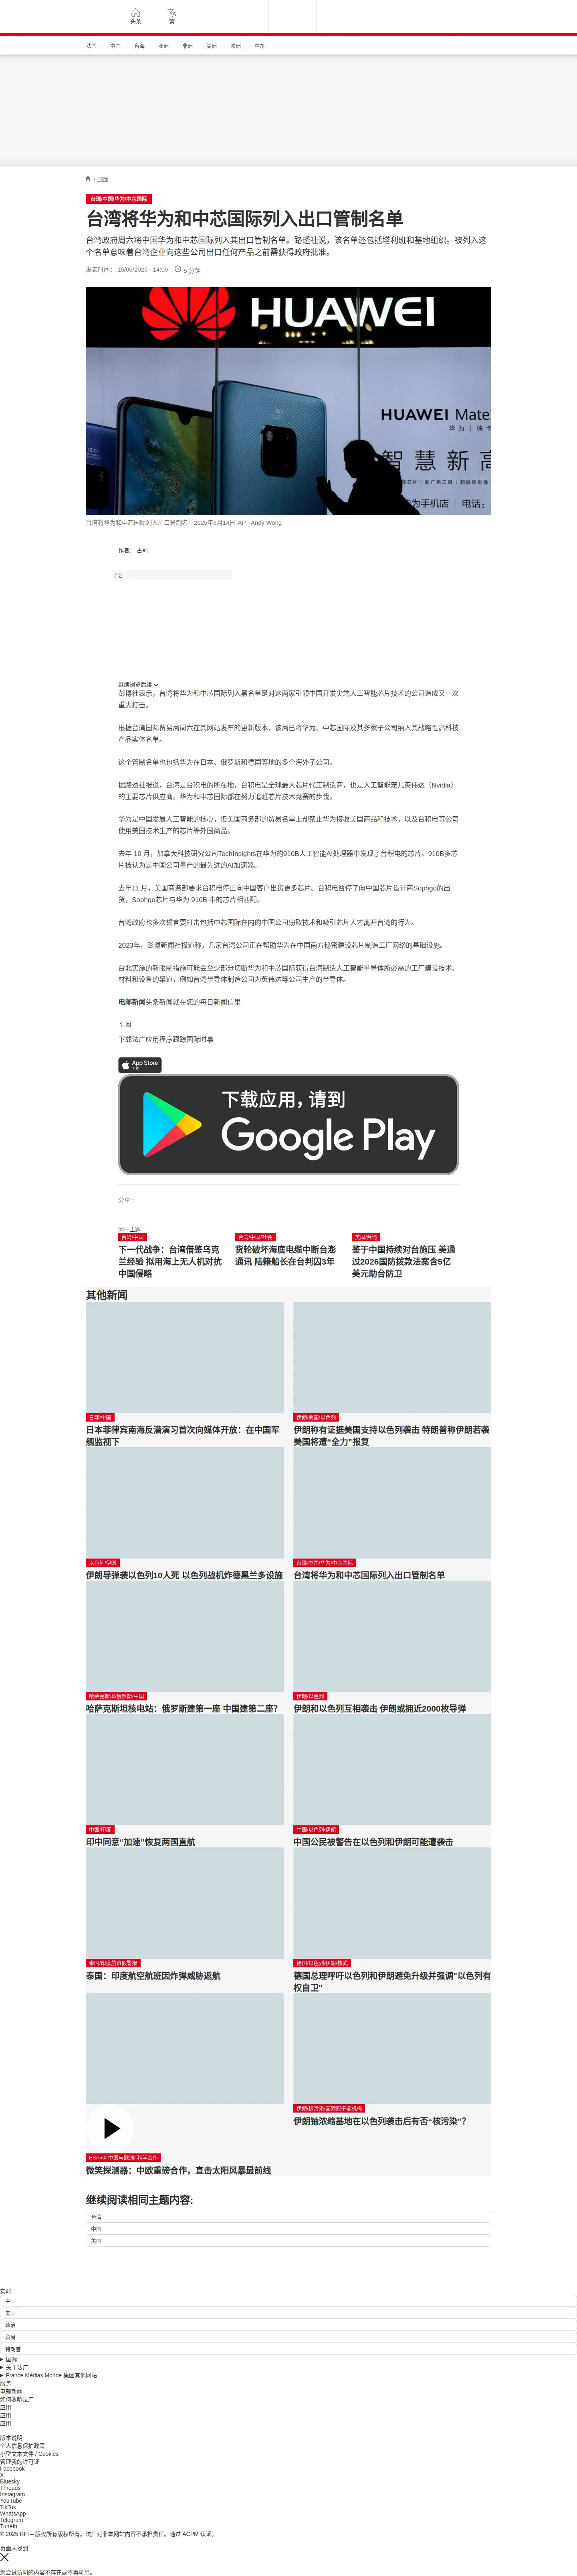 头条
繁
法国 中国 台海 亚洲 非洲 美洲 欧洲 中东
/ 国际
台湾/中国/华为/中芯国际
台湾将华为和中芯国际列入出口管制名单
台湾政府周六将中国华为和中芯国际列入其出口管制名单。路透社说，该名单还包括塔利班和基地组织。被列入这
个名单意味着台湾企业向这些公司出口任何产品之前需获得政府批准。
发表时间： 15/06/2025 - 14:09 5 分钟
HUAWEI
HUAWEI Mate
华为 | 徕卡
智慧新高
华为手机店 | 电话：
台湾将华为和中芯国际列入出口管制名单2025年6月14日 AP - Andy Wong
作者： 古莉
广告
继续浏览后续
彭博社表示，台湾将华为和中芯国际列入黑名单是对这两家引领中国开发尖端人工智能芯片技术的公司造成又一次
重大打击。
根据台湾国际贸易局周六在其网站发布的更新版本，该局已将华为、中芯国际及其多家子公司纳入其战略性高科技
产品实体名单。
这个管制名单也包括华为在日本、俄罗斯和德国等地的多个海外子公司。
据路透社报道，台湾是台积电的所在地，台积电是全球最大芯片代工制造商，也是人工智能宠儿英伟达（Nvidia）
的主要芯片供应商。华为和中芯国际都在努力追赶芯片技术竞赛的步伐。
华为是中国发展人工智能的核心，但美国商务部的贸易名单上却禁止华为接收美国商品和技术，以及台积电等公司
使用美国技术生产的芯片等外国商品。
去年 10 月，加拿大科技研究公司TechInsights在华为的910B人工智能AI处理器中发现了台积电的芯片。910B多芯
片被认为是中国公司量产的最先进的AI加速器。
去年11 月，美国商务部要求台积电停止向中国客户出货更多芯片。台积电暂停了向中国芯片设计商Sophgo的出
货，Sophgo芯片与华为 910B 中的芯片相匹配。
台湾政府也多次誓言要打击包括中芯国际在内的中国公司窃取技术和吸引芯片人才离开台湾的行为。
2023年，彭博新闻社报道称，几家台湾公司正在帮助华为在中国南方秘密建设芯片制造工厂网络的基础设施。
台北实施的新限制措施可能会至少部分切断华为和中芯国际获得台湾制造人工智能半导体所必需的工厂建设技术、
材料和设备的渠道，例如台湾半导体制造公司为英伟达等公司生产的半导体。
电邮新闻头条新闻就在您的每日新闻信里
订阅
下载法广应用程序跟踪国际时事
App Store
下载
下载应用，请到
Google Play
分享 :
同一主题
台湾/中国
下一代战争：台湾借鉴乌克
兰经验 拟用海上无人机对抗
中国侵略
台湾/中国/社会
货轮破坏海底电缆中断台澎
通讯 陆籍船长在台判囚3年
美国/台湾
鉴于中国持续对台施压 美通
过2026国防拨款法案含5亿
美元助台防卫
其他新闻
日菲/中国
日本菲律宾南海反潜演习首次向媒体开放：在中国军
舰监视下
伊朗/美国/以色列
伊朗称有证据美国支持以色列袭击 特朗普称伊朗若袭
美国将遭“全力”报复
以色列/伊朗
伊朗导弹袭以色列10人死 以色列战机炸德黑兰多设施
台湾/中国/华为/中芯国际
台湾将华为和中芯国际列入出口管制名单
哈萨克斯坦/俄罗斯/中国
哈萨克斯坦核电站：俄罗斯建第一座 中国建第二座？
伊朗/以色列
伊朗和以色列互相袭击 伊朗或拥近2000枚导弹
中国/印度
印中同意“加速”恢复两国直航
中国/以色列/伊朗
中国公民被警告在以色列和伊朗可能遭袭击
泰国/印度航班假警报
泰国：印度航空航班因炸弹威胁返航
德国/以色列/伊朗/核武
德国总理呼吁以色列和伊朗避免升级并强调"以色列有
权自卫"
ESA50/ 中国与欧洲/ 科学合作
微笑探测器：中欧重磅合作，直击太阳风暴最前线
伊朗/核污染/国际原子能机构
伊朗铀浓缩基地在以色列袭击后有否“核污染”？
继续阅读相同主题内容:
台湾
中国
美国
实时
中国
美国
政治
贸易
特朗普
国际
关于法广
France Médias Monde 集团其他网站
服务
电邮新闻
如何收听法广
应用
应用
应用
版本说明
个人信息保护政策
小型文本文件 / Cookies
管理我的许可证
Facebook
X
Bluesky
Threads
Instagram
YouTube
TikTok
WhatsApp
Telegram
TuneIn
© 2025 RFI – 版权所有版权所有。法广对非本网站内容不承担责任。通过 ACPM 认证。
页面未找到
您尝试访问的内容不存在或不再可用。